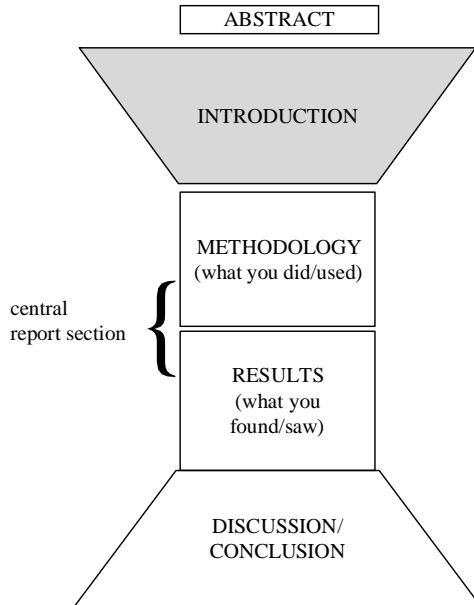 ABSTRACT
INTRODUCTION
METHODOLOGY
(what you did/used)
central
report section
RESULTS
(what you
found/saw)
DISCUSSION/
CONCLUSION